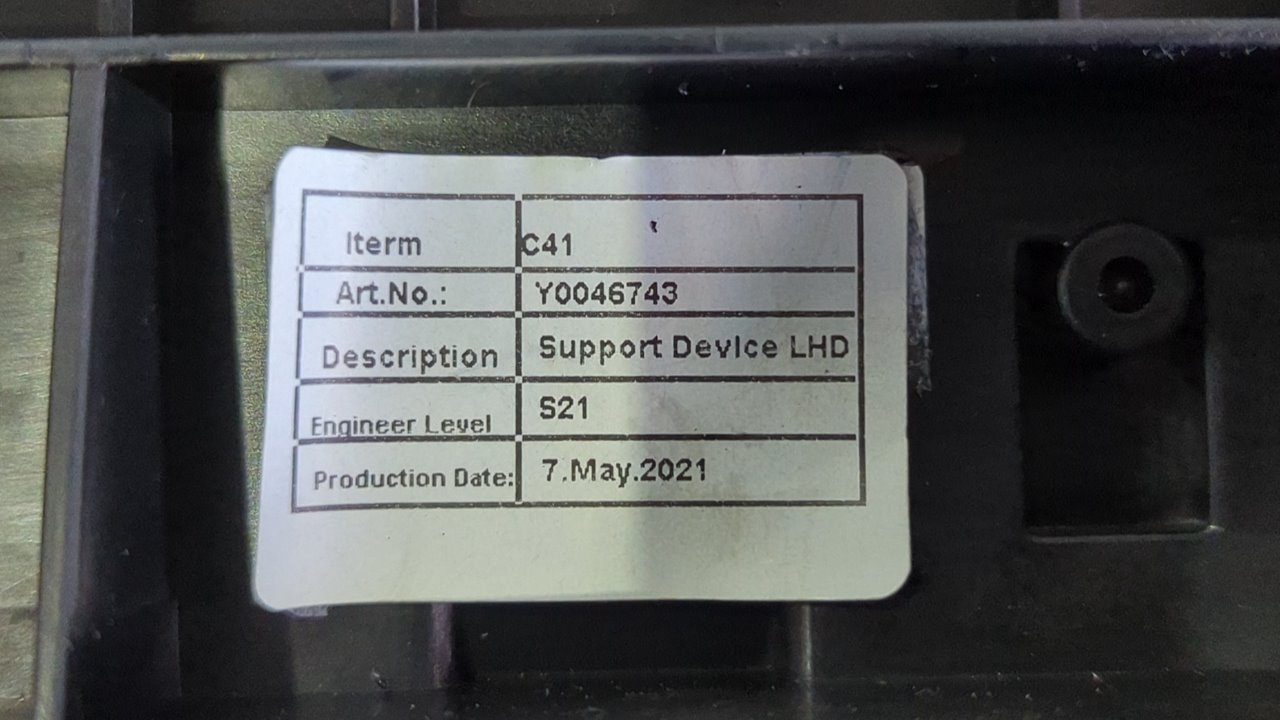 Iterm C41
Art.No.: Y0046743
Description Support DevIce LHD
Engineer Level S21
Production Date: 7.May.2021